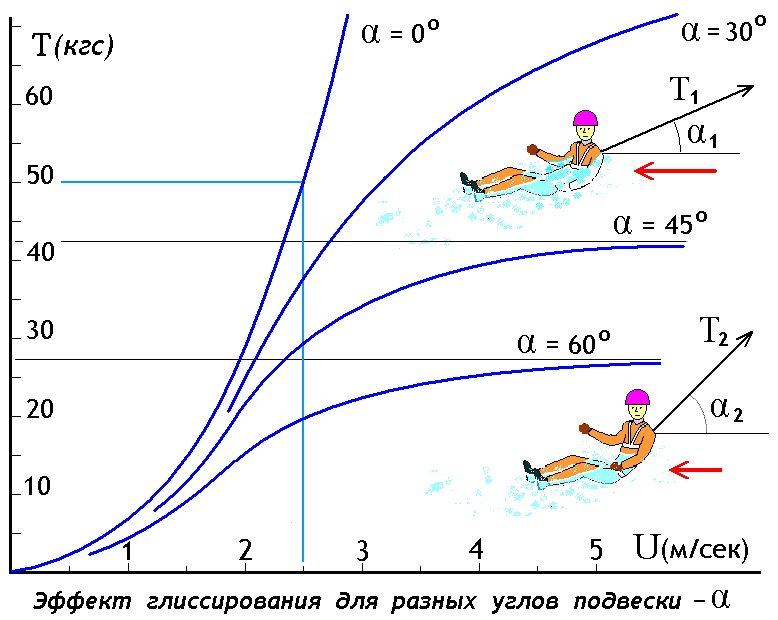 T(кгс)
α = 0°
α = 30°
60
T₁
α₁
50
α = 45°
40
30
α = 60°
T₂
20
α₂
10
1 2 3 4 5 U(м/сек)
Эффект глиссирования для разных углов подвески - α